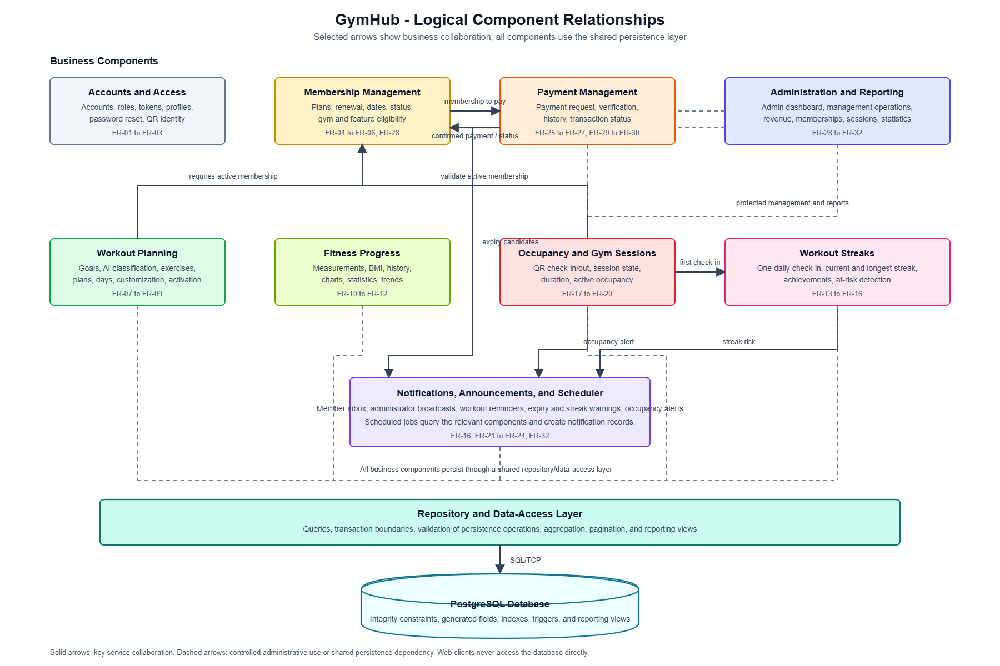 GymHub - Logical Component Relationships
Selected arrows show business collaboration; all components use the shared persistence layer
Business Components
Accounts and Access
Accounts, roles, tokens, profiles,
password reset, QR identity
FR-01 to FR-03
Membership Management
Plans, renewal, dates, status,
gym and feature eligibility
FR-04 to FR-06, FR-28
membership to pay
confirmed payment / status
Payment Management
Payment request, verification,
history, transaction status
FR-25 to FR-27, FR-29 to FR-30
Administration and Reporting
Admin dashboard, management operations,
revenue, memberships, sessions, statistics
FR-28 to FR-32
requires active membership
validate active membership
protected management and reports
expiry candidates
Workout Planning
Goals, AI classification, exercises,
plans, days, customization, activation
FR-07 to FR-09
Fitness Progress
Measurements, BMI, history,
charts, statistics, trends
FR-10 to FR-12
Occupancy and Gym Sessions
QR check-in/out, session state,
duration, active occupancy
FR-17 to FR-20
first check-in
Workout Streaks
One daily check-in, current and longest streak,
achievements, at-risk detection
FR-13 to FR-16
occupancy alert
streak risk
Notifications, Announcements, and Scheduler
Member inbox, administrator broadcasts, workout reminders, expiry and streak warnings, occupancy alerts
Scheduled jobs query the relevant components and create notification records.
FR-16, FR-21 to FR-24, FR-32
All business components persist through a shared repository/data-access layer
Repository and Data-Access Layer
Queries, transaction boundaries, validation of persistence operations, aggregation, pagination, and reporting views
SQL/TCP
PostgreSQL Database
Integrity constraints, generated fields, indexes, triggers, and reporting views
Solid arrows: key service collaboration. Dashed arrows: controlled administrative use or shared persistence dependency. Web clients never access the database directly.